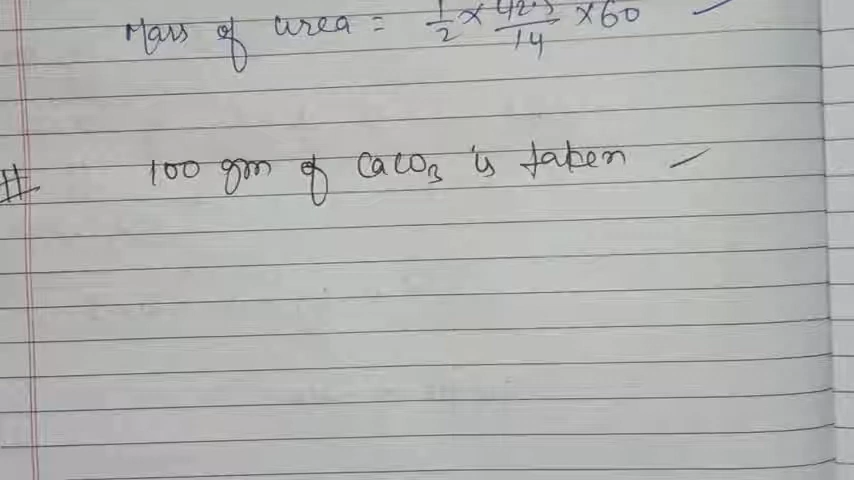 Mass of urea = 1/2 × 42.5/14 × 60
# 100 gm of CaCO3 is taken